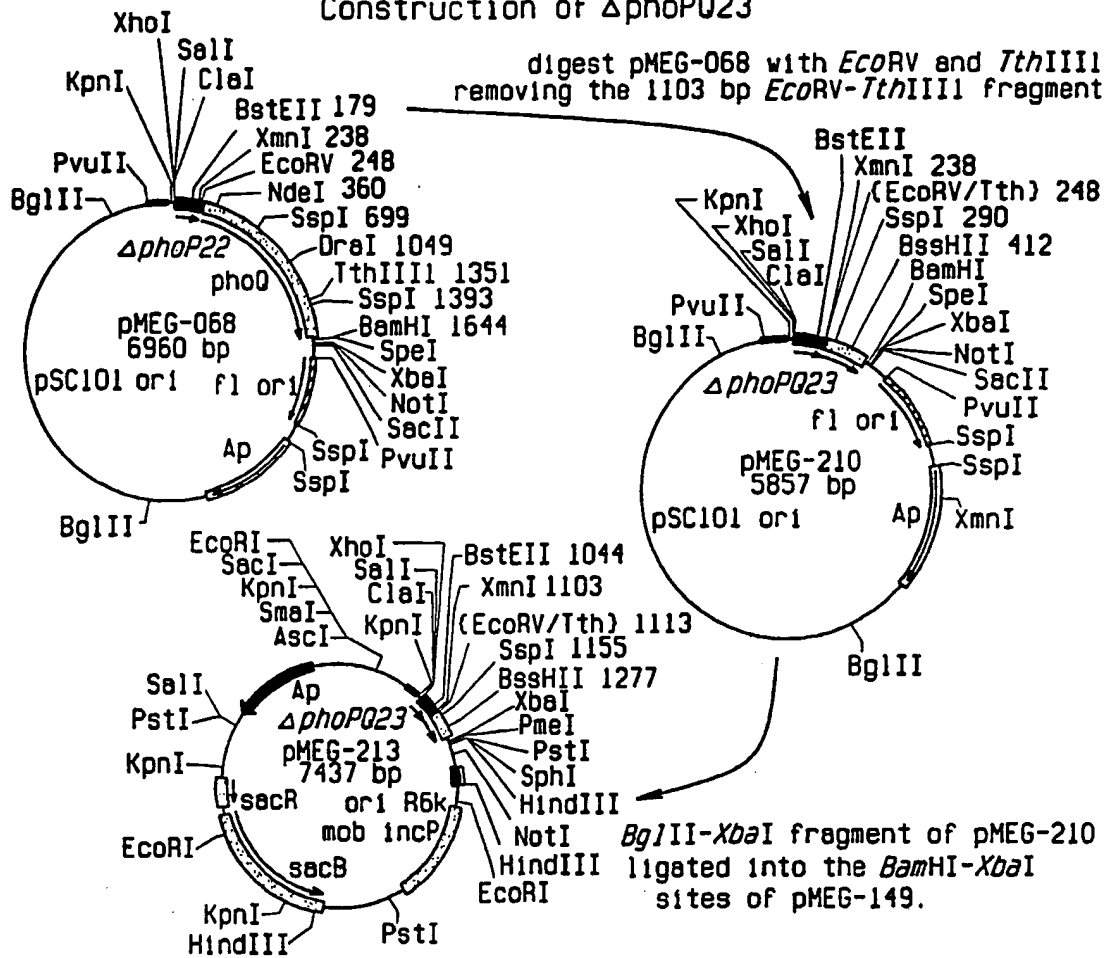 Construction of ΔphoPQ23
digest pMEG-068 with EcoRV and TthIII1
removing the 1103 bp EcoRV-TthIIII1 fragment
XhoI
SalI
KpnI
ClaI
BstEII 179
XmnI 238
EcoRV 248
NdeI 360
PvuII
BglII
SspI 699
DraI 1049
TthIII1 1351
SspI 1393
BamHI 1644
SpeI
XbaI
NotI
SacII
PvuII
SspI
SspI
BglII
ΔphoP22
phoQ
pMEG-068
6960 bp
pSC101 ori
f1 ori
Ap
BstEII
XmnI 238
(EcoRV/Tth) 248
SspI 290
BssHII 412
BamHI
SpeI
XbaI
NotI
SacII
PvuII
SspI
SspI
XmnI
BglII
KpnI
XhoI
SalI
ClaI
PvuII
BglII
ΔphoPQ23
f1 ori
pMEG-210
5857 bp
pSC101 ori
Ap
EcoRI
SacI
KpnI
SmaI
AscI
XhoI
SalI
ClaI
KpnI
BstEII 1044
XmnI 1103
(EcoRV/Tth) 1113
SspI 1155
BssHII 1277
XbaI
PmeI
PstI
SphI
HindIII
NotI
HindIII
EcoRI
PstI
SalI
PstI
KpnI
EcoRI
KpnI
HindIII
Ap
ΔphoPQ23
pMEG-213
7437 bp
sacR
ori R6k
mob incP
sacB
BglII-XbaI fragment of pMEG-210
ligated into the BamHI-XbaI
sites of pMEG-149.